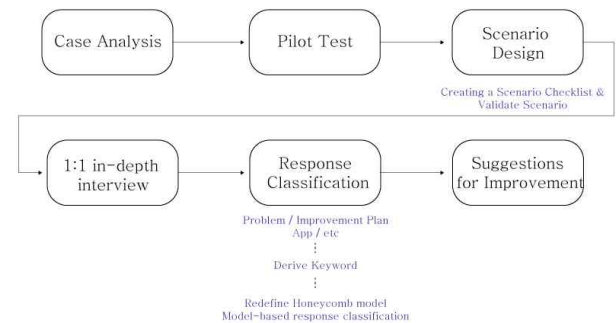 Case Analysis
Pilot Test
Scenario
Design
Creating a Scenario Checklist &
Validate Scenario
1:1 in-depth
interview
Response
Classification
Suggestions
for Improvement
Problem / Improvement Plan
App / etc
Derive Keyword
Redefine Honeycomb model
Model-based response classification